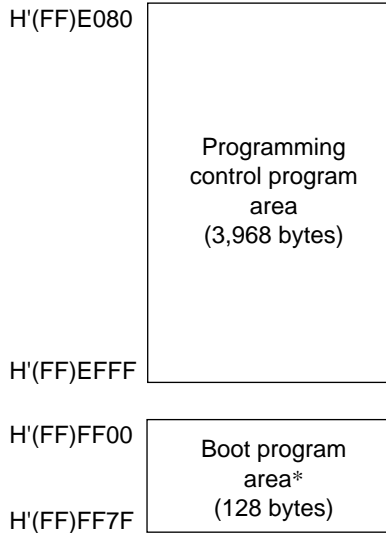 H'(FF)E080
Programming
control program
area
(3,968 bytes)
H'(FF)EFFF
H'(FF)FF00
Boot program
area*
(128 bytes)
H'(FF)FF7F